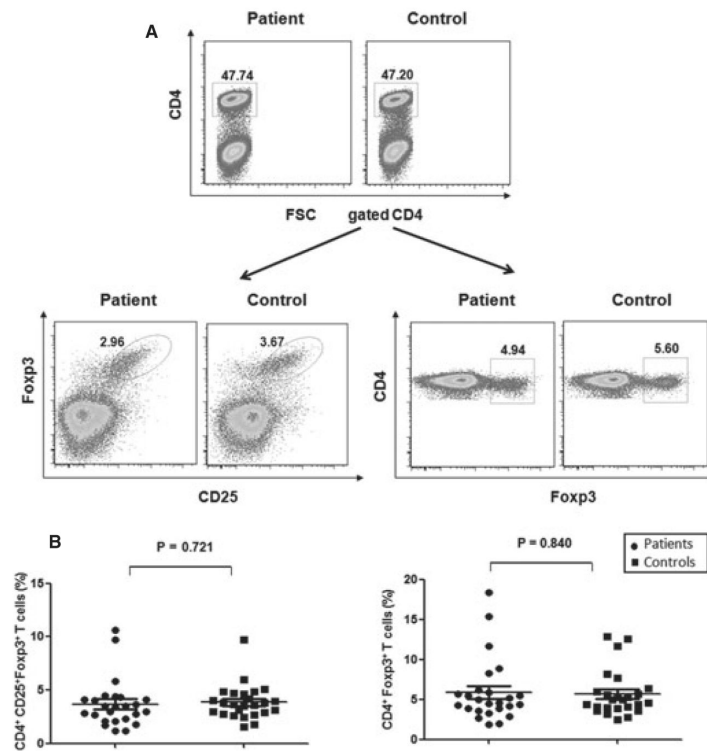 A
Patient Control
47.74 47.20
CD4
FSC gated CD4
Patient Control
2.96 3.67
Foxp3
CD25
Patient Control
4.94 5.60
CD4
Foxp3
B
P = 0.721
CD4⁺ CD25⁺Foxp3⁺ T cells (%)
15
10
5
0
P = 0.840
Patients
Controls
CD4⁺ Foxp3⁺ T cells (%)
20
15
10
5
0